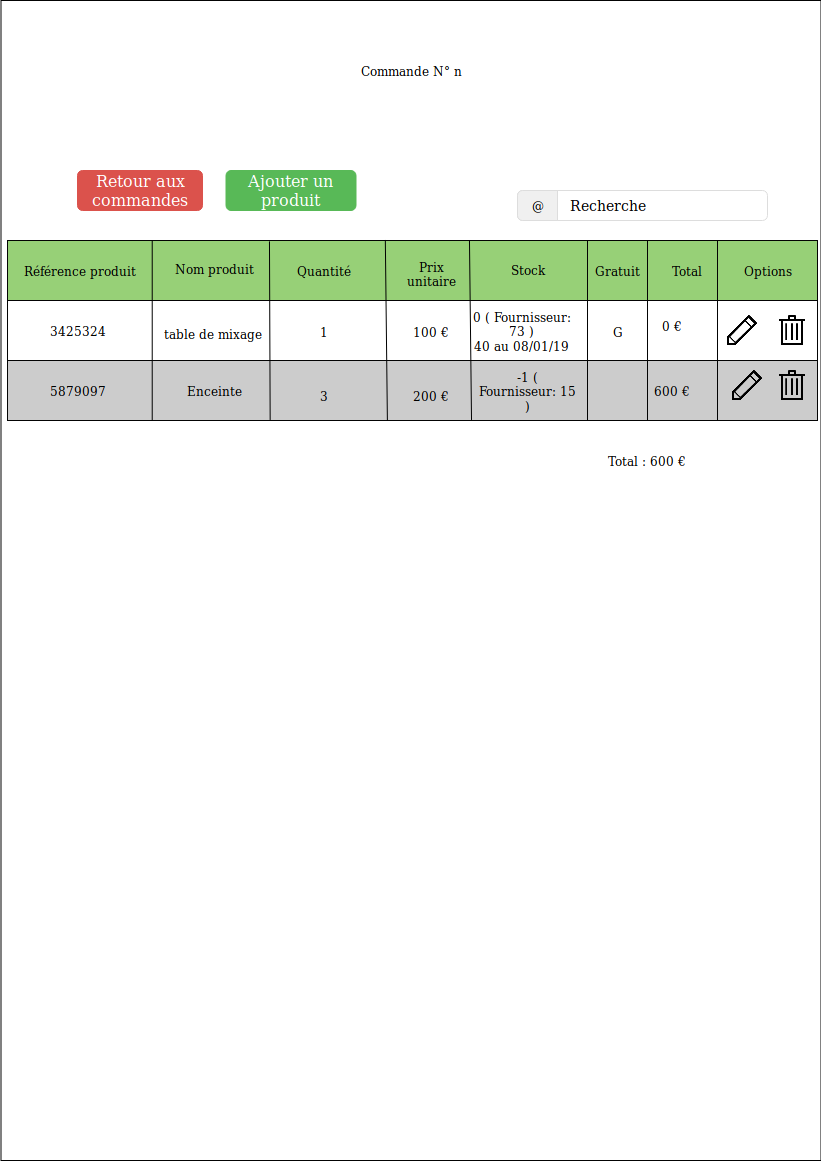 Commande N° n
Retour aux
commandes
Ajouter un
produit
@ Recherche
Référence produit
Nom produit
Quantité
Prix
unitaire
Stock
Gratuit
Total
Options
3425324
table de mixage
1
100 €
0 ( Fournisseur:
73 )
40 au 08/01/19
G
0 €
5879097
Enceinte
3
200 €
-1 (
Fournisseur: 15
)
600 €
Total : 600 €